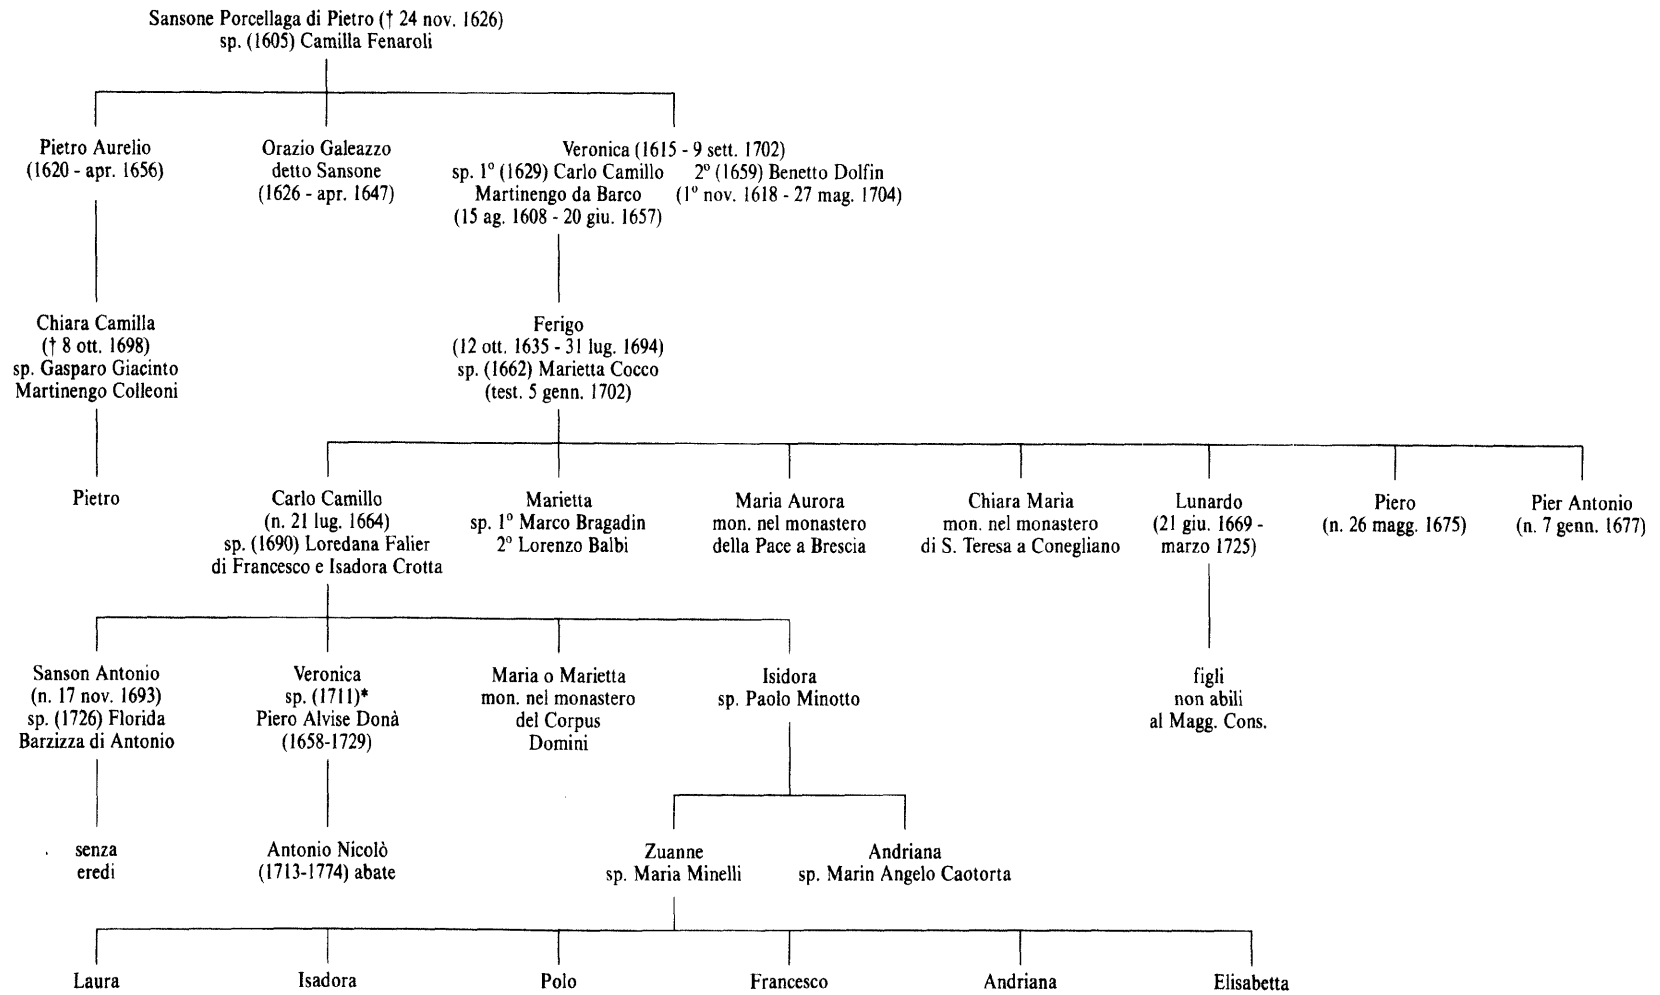 Sansone Porcellaga di Pietro († 24 nov. 1626)
sp. (1605) Camilla Fenaroli
Pietro Aurelio
(1620 - apr. 1656)
Orazio Galeazzo
detto Sansone
(1626 - apr. 1647)
Veronica (1615 - 9 sett. 1702)
sp. 1º (1629) Carlo Camillo
Martinengo da Barco
(15 ag. 1608 - 20 giu. 1657)
2º (1659) Benetto Dolfin
(1º nov. 1618 - 27 mag. 1704)
Chiara Camilla
(† 8 ott. 1698)
sp. Gasparo Giacinto
Martinengo Colleoni
Ferigo
(12 ott. 1635 - 31 lug. 1694)
sp. (1662) Marietta Cocco
(test. 5 genn. 1702)
Pietro
Carlo Camillo
(n. 21 lug. 1664)
sp. (1690) Loredana Falier
di Francesco e Isadora Crotta
Marietta
sp. 1º Marco Bragadin
2º Lorenzo Balbi
Maria Aurora
mon. nel monastero
della Pace a Brescia
Chiara Maria
mon. nel monastero
di S. Teresa a Conegliano
Lunardo
(21 giu. 1669 -
marzo 1725)
Piero
(n. 26 magg. 1675)
Pier Antonio
(n. 7 genn. 1677)
Sanson Antonio
(n. 17 nov. 1693)
sp. (1726) Florida
Barzizza di Antonio
Veronica
sp. (1711)*
Piero Alvise Donà
(1658-1729)
Maria o Marietta
mon. nel monastero
del Corpus
Domini
Isidora
sp. Paolo Minotto
figli
non abili
al Magg. Cons.
senza
eredi
Antonio Nicolò
(1713-1774) abate
Zuanne
sp. Maria Minelli
Andriana
sp. Marin Angelo Caotorta
Laura
Isadora
Polo
Francesco
Andriana
Elisabetta